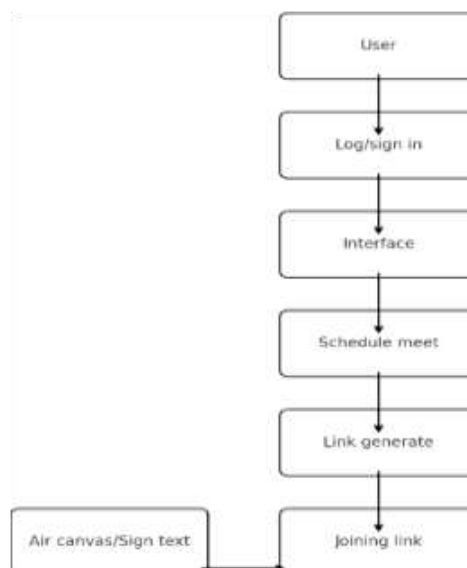 User
Log/sign in
Interface
Schedule meet
Link generate
Air canvas/Sign text
Joining link